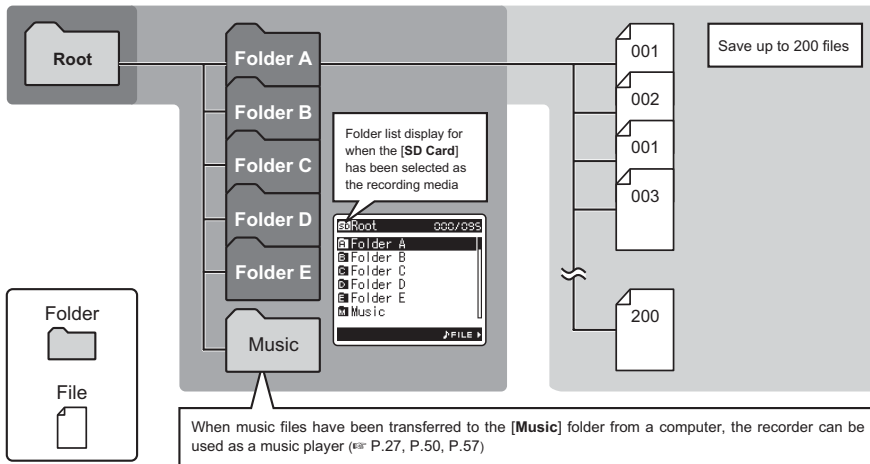 Root
Folder A
Folder B
Folder C
Folder D
Folder E
Music
Folder list display for
when the [SD Card]
has been selected as
the recording media
SD Root 000/095
A Folder A
B Folder B
C Folder C
D Folder D
E Folder E
M Music
♪FILE ▶
001
002
001
003
200
Save up to 200 files
Folder
File
When music files have been transferred to the [Music] folder from a computer, the recorder can be
used as a music player (☞ P.27, P.50, P.57)